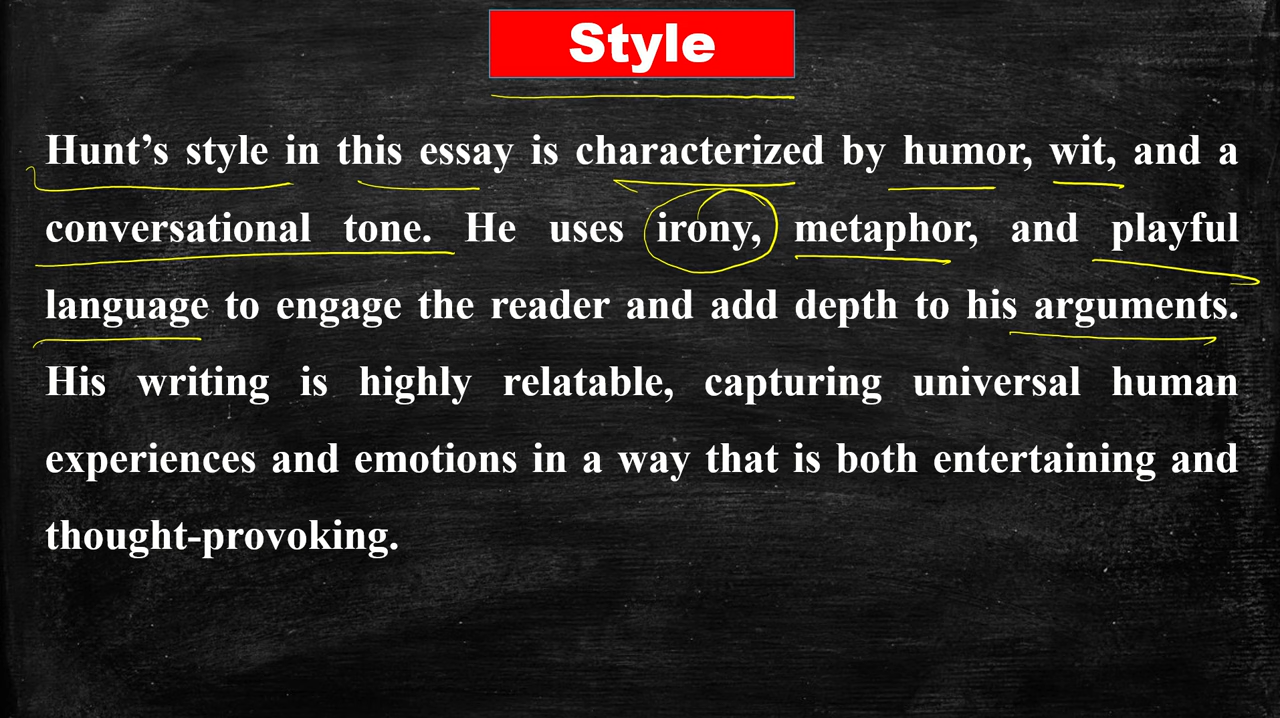 Style
Hunt’s style in this essay is characterized by humor, wit, and a
conversational tone. He uses irony, metaphor, and playful
language to engage the reader and add depth to his arguments.
His writing is highly relatable, capturing universal human
experiences and emotions in a way that is both entertaining and
thought-provoking.